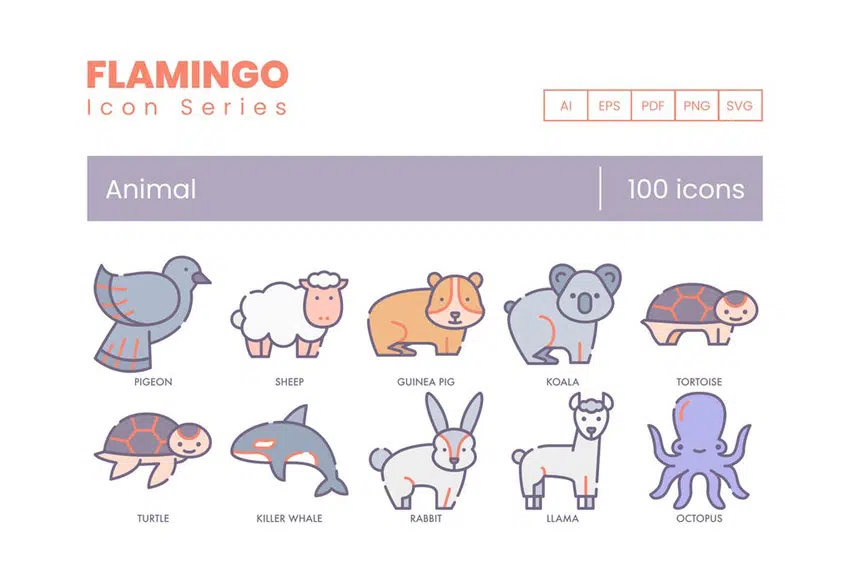 FLAMINGO
Icon Series
AI EPS PDF PNG SVG
Animal 100 icons
PIGEON SHEEP GUINEA PIG KOALA TORTOISE
TURTLE KILLER WHALE RABBIT LLAMA OCTOPUS